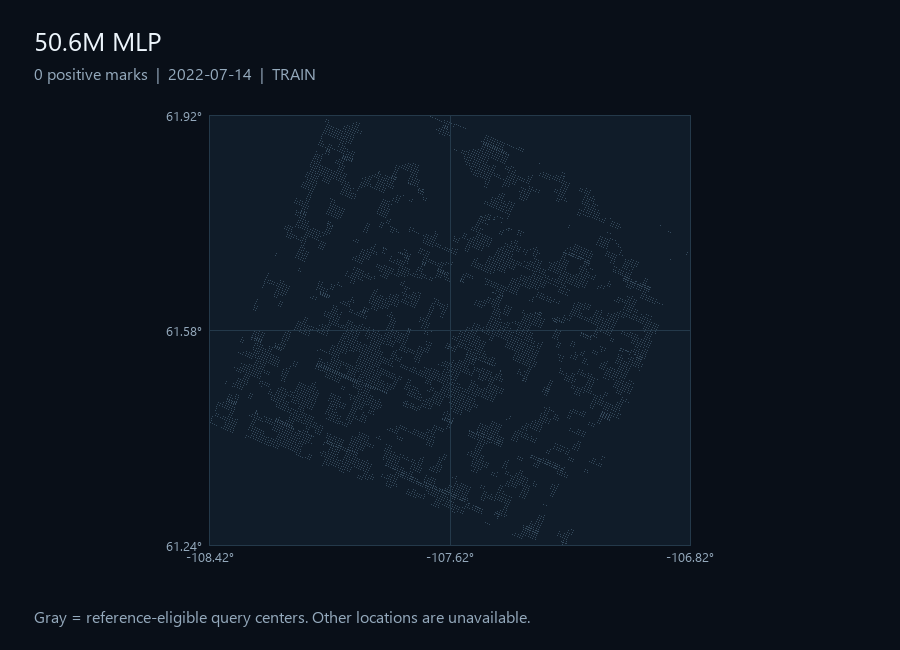 50.6M MLP
0 positive marks | 2022-07-14 | TRAIN
61.92°
61.58°
61.24°
-108.42°
-107.62°
-106.82°
Gray = reference-eligible query centers. Other locations are unavailable.